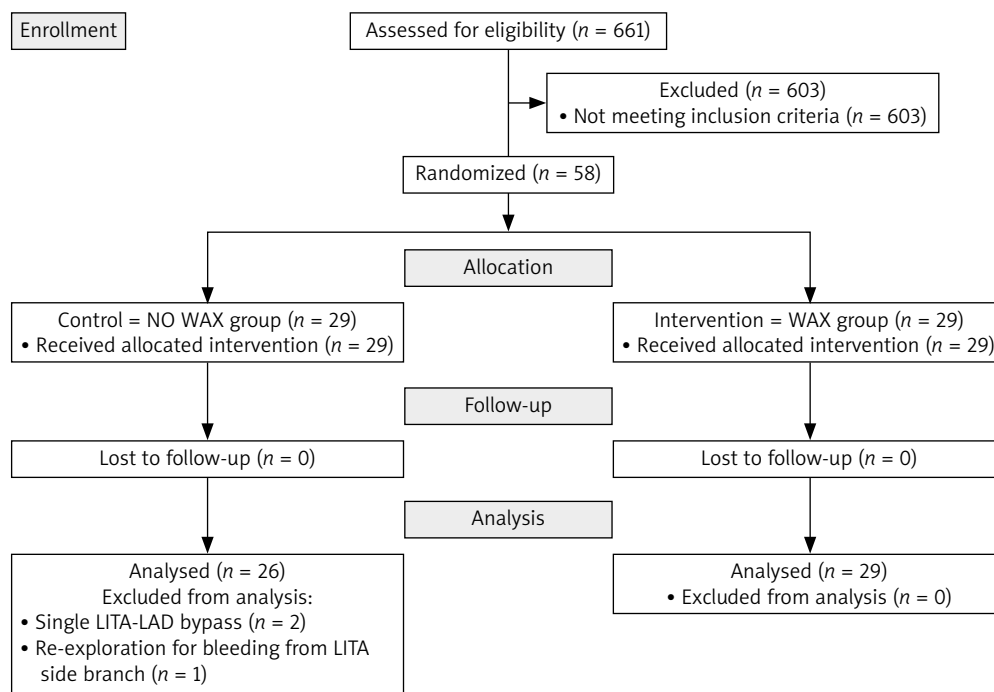 Enrollment
Assessed for eligibility (n = 661)
Excluded (n = 603)
• Not meeting inclusion criteria (n = 603)
Randomized (n = 58)
Allocation
Control = NO WAX group (n = 29)
• Received allocated intervention (n = 29)
Intervention = WAX group (n = 29)
• Received allocated intervention (n = 29)
Follow-up
Lost to follow-up (n = 0)
Lost to follow-up (n = 0)
Analysis
Analysed (n = 26)
Excluded from analysis:
• Single LITA-LAD bypass (n = 2)
• Re-exploration for bleeding from LITA
side branch (n = 1)
Analysed (n = 29)
• Excluded from analysis (n = 0)